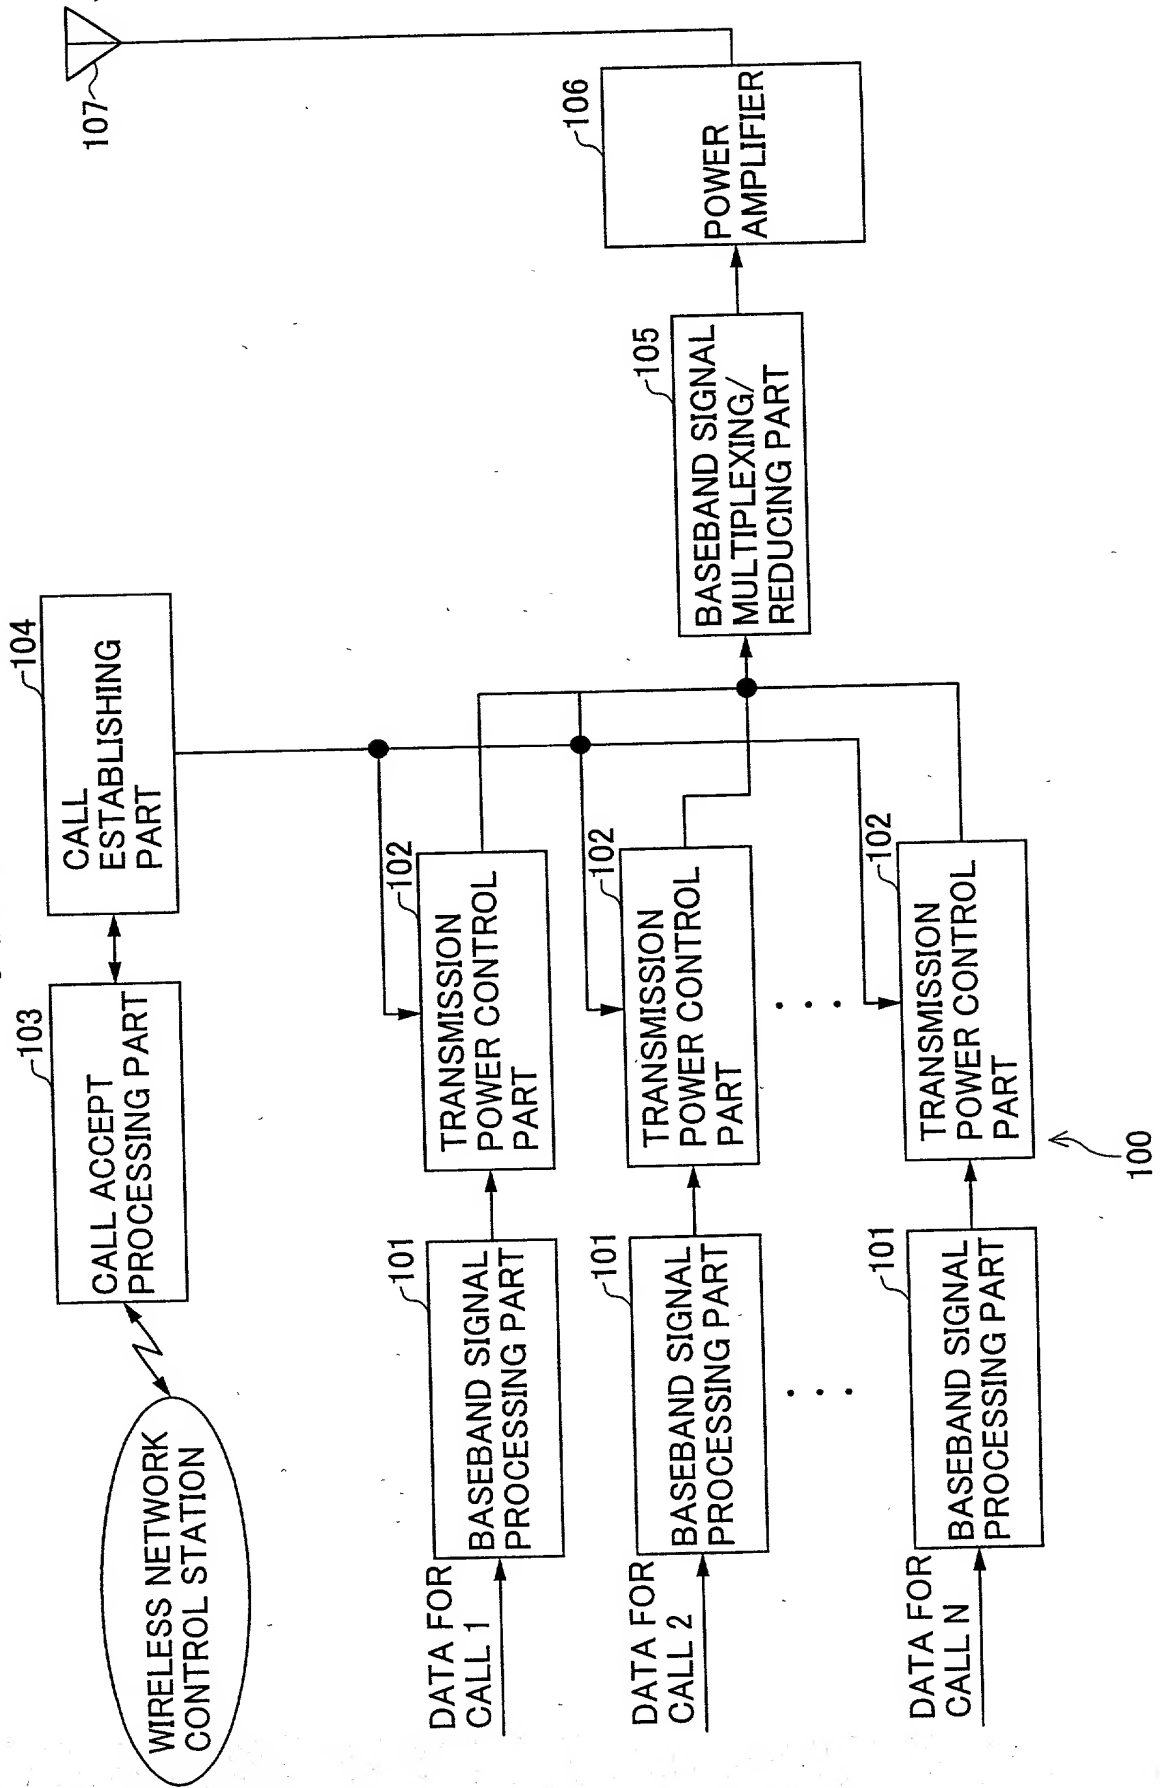 WIRELESS NETWORK
CONTROL STATION
103
CALL ACCEPT
PROCESSING PART
104
CALL
ESTABLISHING
PART
107
DATA FOR
CALL 1
101
BASEBAND SIGNAL
PROCESSING PART
102
TRANSMISSION
POWER CONTROL
PART
DATA FOR
CALL 2
101
BASEBAND SIGNAL
PROCESSING PART
102
TRANSMISSION
POWER CONTROL
PART
105
BASEBAND SIGNAL
MULTIPLEXING/
REDUCING PART
106
POWER
AMPLIFIER
. . .
. . .
DATA FOR
CALL N
101
BASEBAND SIGNAL
PROCESSING PART
102
TRANSMISSION
POWER CONTROL
PART
100